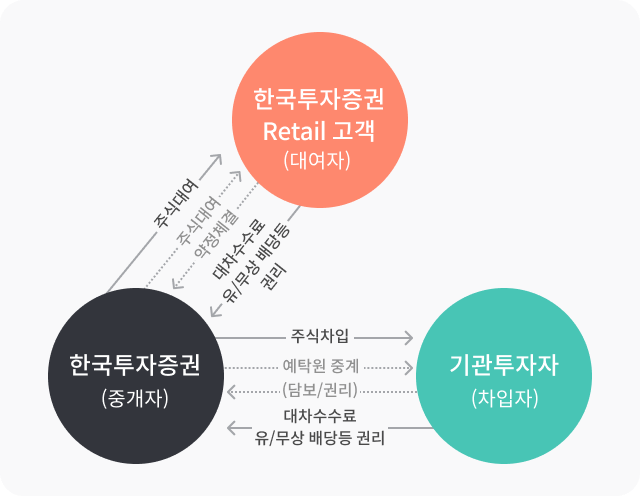 한국투자증권
Retail 고객
(대여자)
주식대여
주식대여
약정체결
대차수수료
유/무상 배당등
권리
한국투자증권
(중개자)
주식차입
예탁원 중계
(담보/권리)
대차수수료
유/무상 배당등 권리
기관투자자
(차입자)